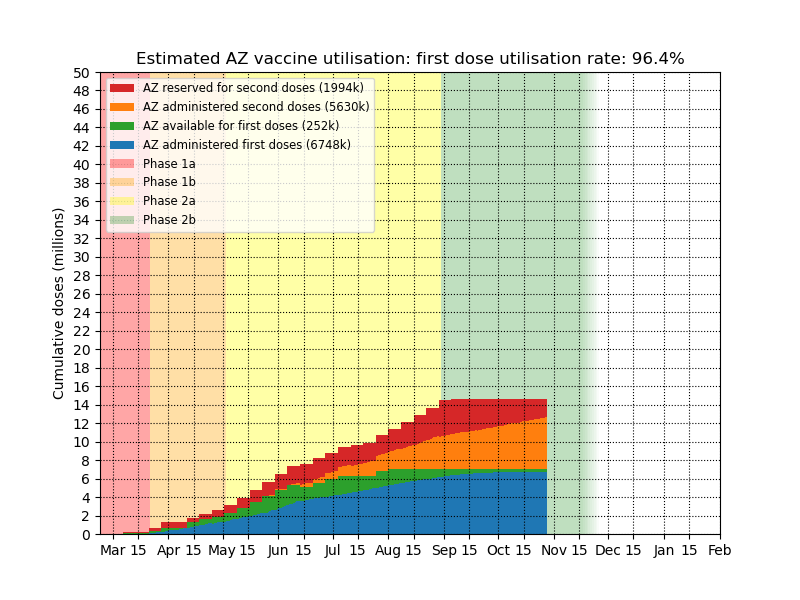 Estimated AZ vaccine utilisation: first dose utilisation rate: 96.4%
50
48
46
44
42
40
38
36
34
32
30
28
26
24
22
20
18
16
14
12
10
8
6
4
2
0
Cumulative doses (millions)
AZ reserved for second doses (1994k)
AZ administered second doses (5630k)
AZ available for first doses (252k)
AZ administered first doses (6748k)
Phase 1a
Phase 1b
Phase 2a
Phase 2b
Mar 15 Apr 15 May 15 Jun 15 Jul 15 Aug 15 Sep 15 Oct 15 Nov 15 Dec 15 Jan 15 Feb